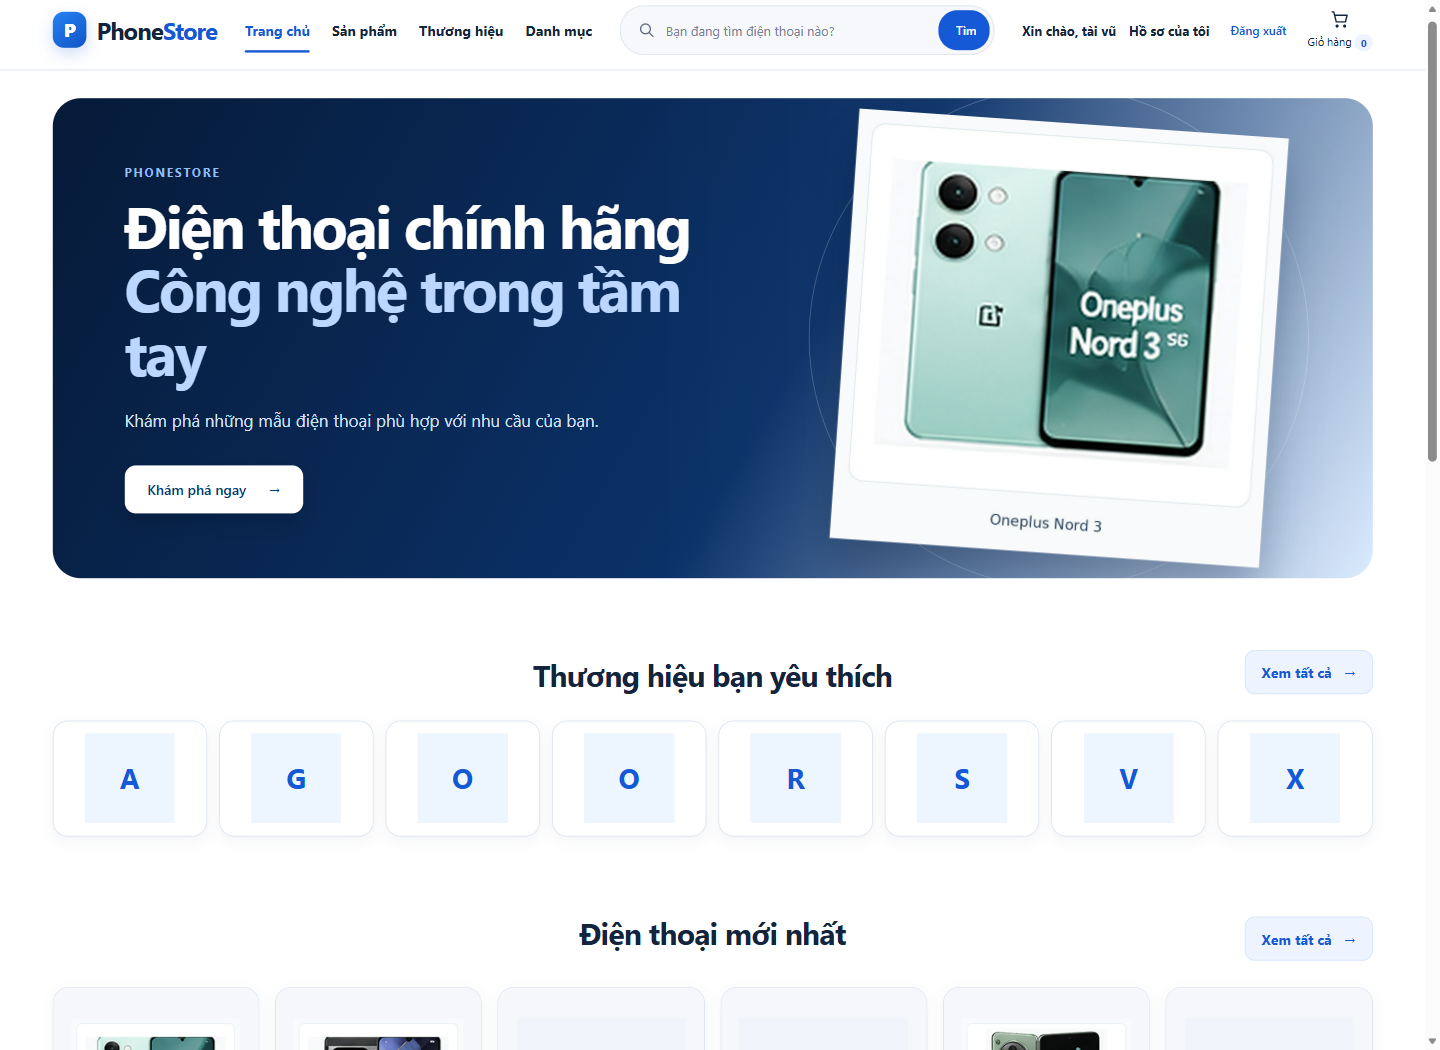 P PhoneStore
Trang chủ
Sản phẩm
Thương hiệu
Danh mục
Bạn đang tìm điện thoại nào?
Tìm
Xin chào, tài vũ
Hồ sơ của tôi
Đăng xuất
Giỏ hàng 0
PHONESTORE
Điện thoại chính hãng
Công nghệ trong tầm
tay
Khám phá những mẫu điện thoại phù hợp với nhu cầu của bạn.
Khám phá ngay →
Oneplus
Nord 3 5G
Oneplus Nord 3
Thương hiệu bạn yêu thích
Xem tất cả →
A
G
O
O
R
S
V
X
Điện thoại mới nhất
Xem tất cả →